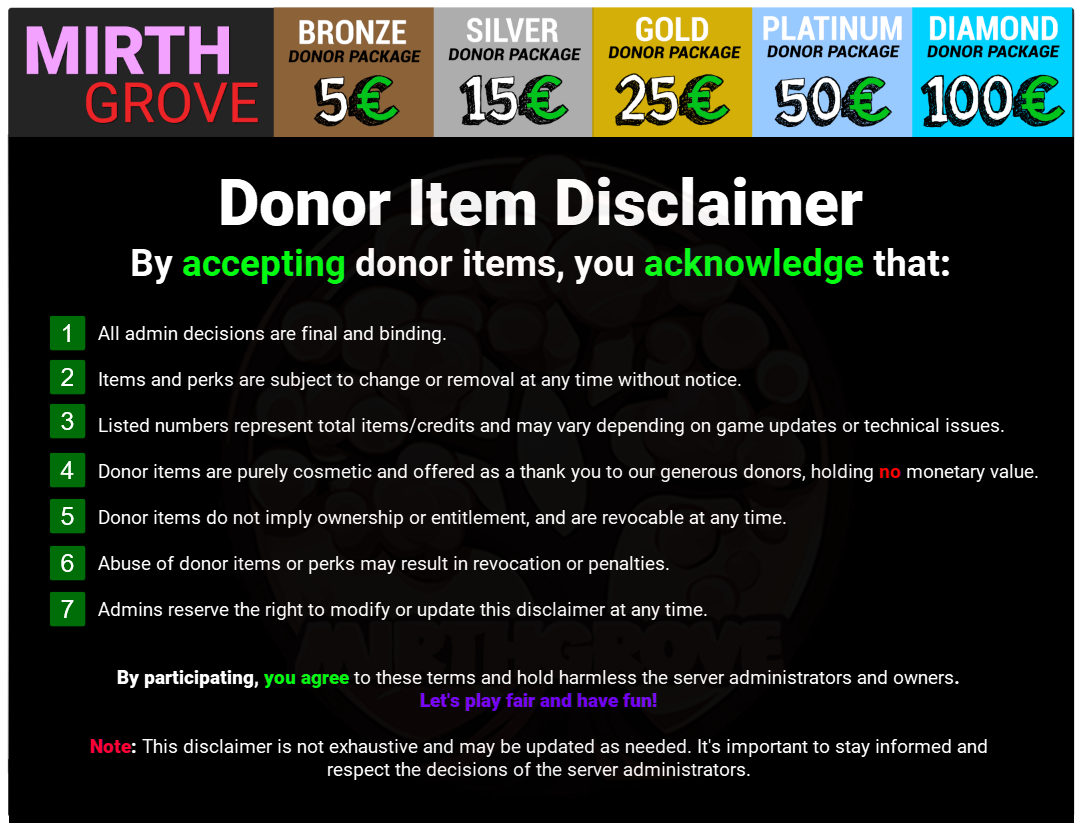 MIRTH
GROVE
BRONZE
DONOR PACKAGE
5€
SILVER
DONOR PACKAGE
15€
GOLD
DONOR PACKAGE
25€
PLATINUM
DONOR PACKAGE
50€
DIAMOND
DONOR PACKAGE
100€
Donor Item Disclaimer
By accepting donor items, you acknowledge that:
1 All admin decisions are final and binding.
2 Items and perks are subject to change or removal at any time without notice.
3 Listed numbers represent total items/credits and may vary depending on game updates or technical issues.
4 Donor items are purely cosmetic and offered as a thank you to our generous donors, holding no monetary value.
5 Donor items do not imply ownership or entitlement, and are revocable at any time.
6 Abuse of donor items or perks may result in revocation or penalties.
7 Admins reserve the right to modify or update this disclaimer at any time.
MIRTHGROVE
By participating, you agree to these terms and hold harmless the server administrators and owners.
Let's play fair and have fun!
Note: This disclaimer is not exhaustive and may be updated as needed. It's important to stay informed and
respect the decisions of the server administrators.